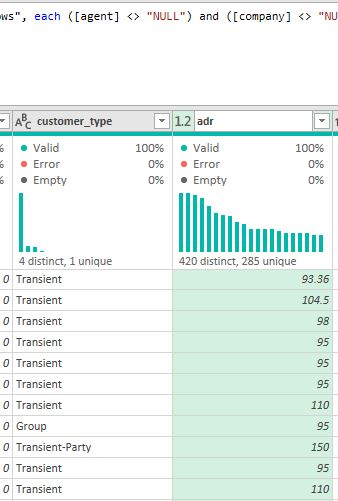 ows", each ([agent] <> "NULL") and ([company] <> "NU
ABC customer_type 1.2 adr
% Valid 100% Valid 100%
% Error 0% Error 0%
% Empty 0% Empty 0%
4 distinct, 1 unique 420 distinct, 285 unique
0 Transient 93.36
0 Transient 104.5
0 Transient 98
0 Transient 95
0 Transient 95
0 Transient 95
0 Transient 110
0 Group 95
0 Transient-Party 150
0 Transient 95
0 Transient 110